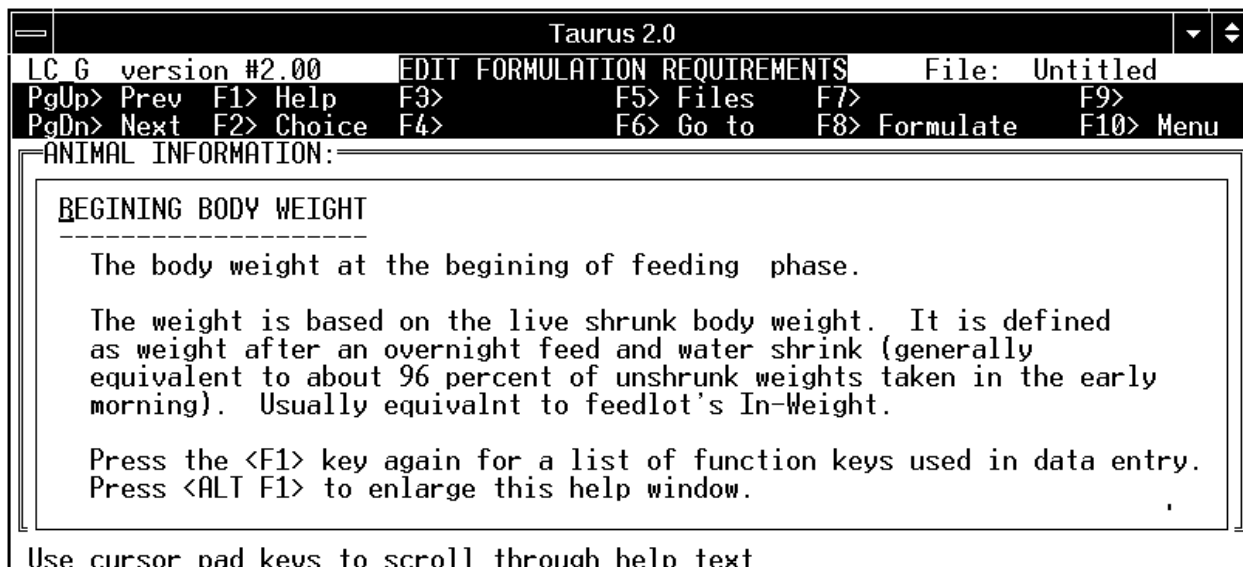 Taurus 2.0
LC_G version #2.00 EDIT FORMULATION REQUIREMENTS File: Untitled
PgUp> Prev F1> Help F3> F5> Files F7> F9>
PgDn> Next F2> Choice F4> F6> Go to F8> Formulate F10> Menu
ANIMAL INFORMATION:
BEGINING BODY WEIGHT
--------------------
The body weight at the begining of feeding phase.
The weight is based on the live shrunk body weight. It is defined
as weight after an overnight feed and water shrink (generally
equivalent to about 96 percent of unshrunk weights taken in the early
morning). Usually equivalnt to feedlot's In-Weight.
Press the <F1> key again for a list of function keys used in data entry.
Press <ALT F1> to enlarge this help window.
Use cursor pad keys to scroll through help text